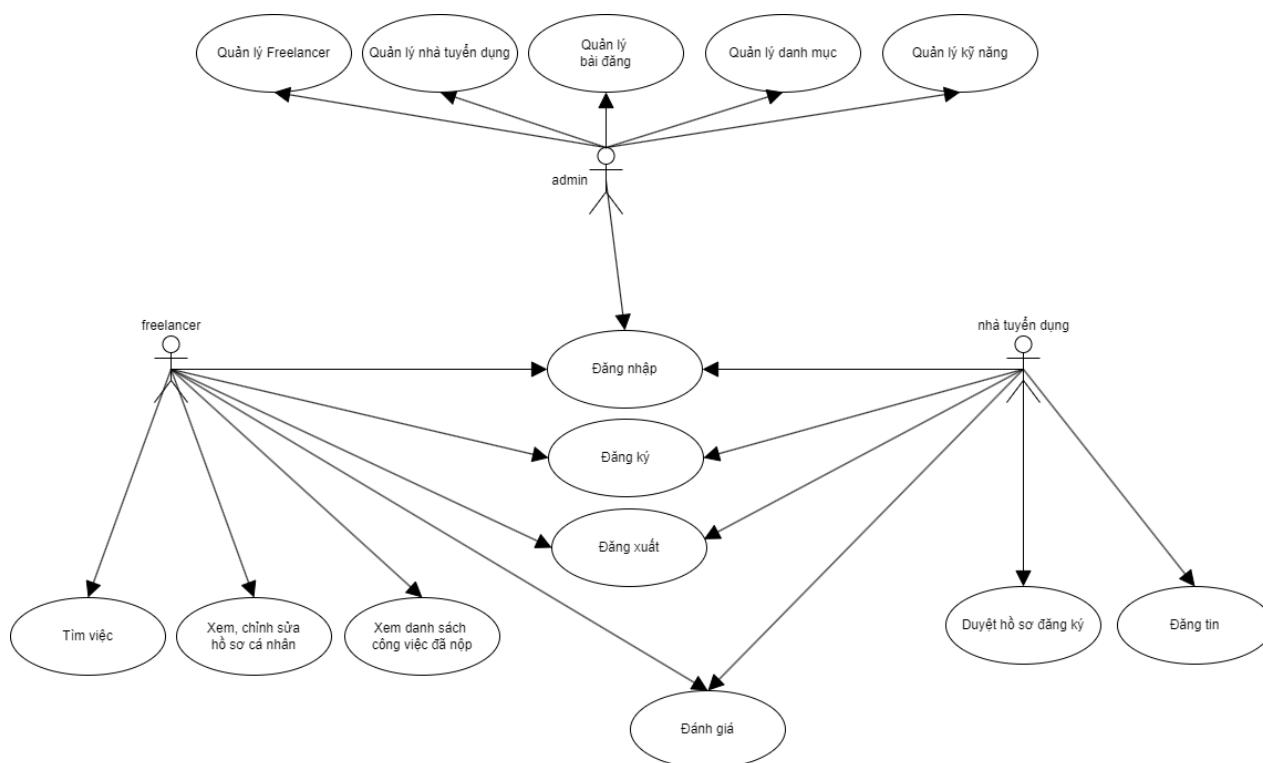 Quản lý Freelancer
Quản lý nhà tuyển dụng
Quản lý
bài đăng
Quản lý danh mục
Quản lý kỹ năng
admin
freelancer
nhà tuyển dụng
Đăng nhập
Đăng ký
Đăng xuất
Tìm việc
Xem, chỉnh sửa
hồ sơ cá nhân
Xem danh sách
công việc đã nộp
Duyệt hồ sơ đăng ký
Đăng tin
Đánh giá